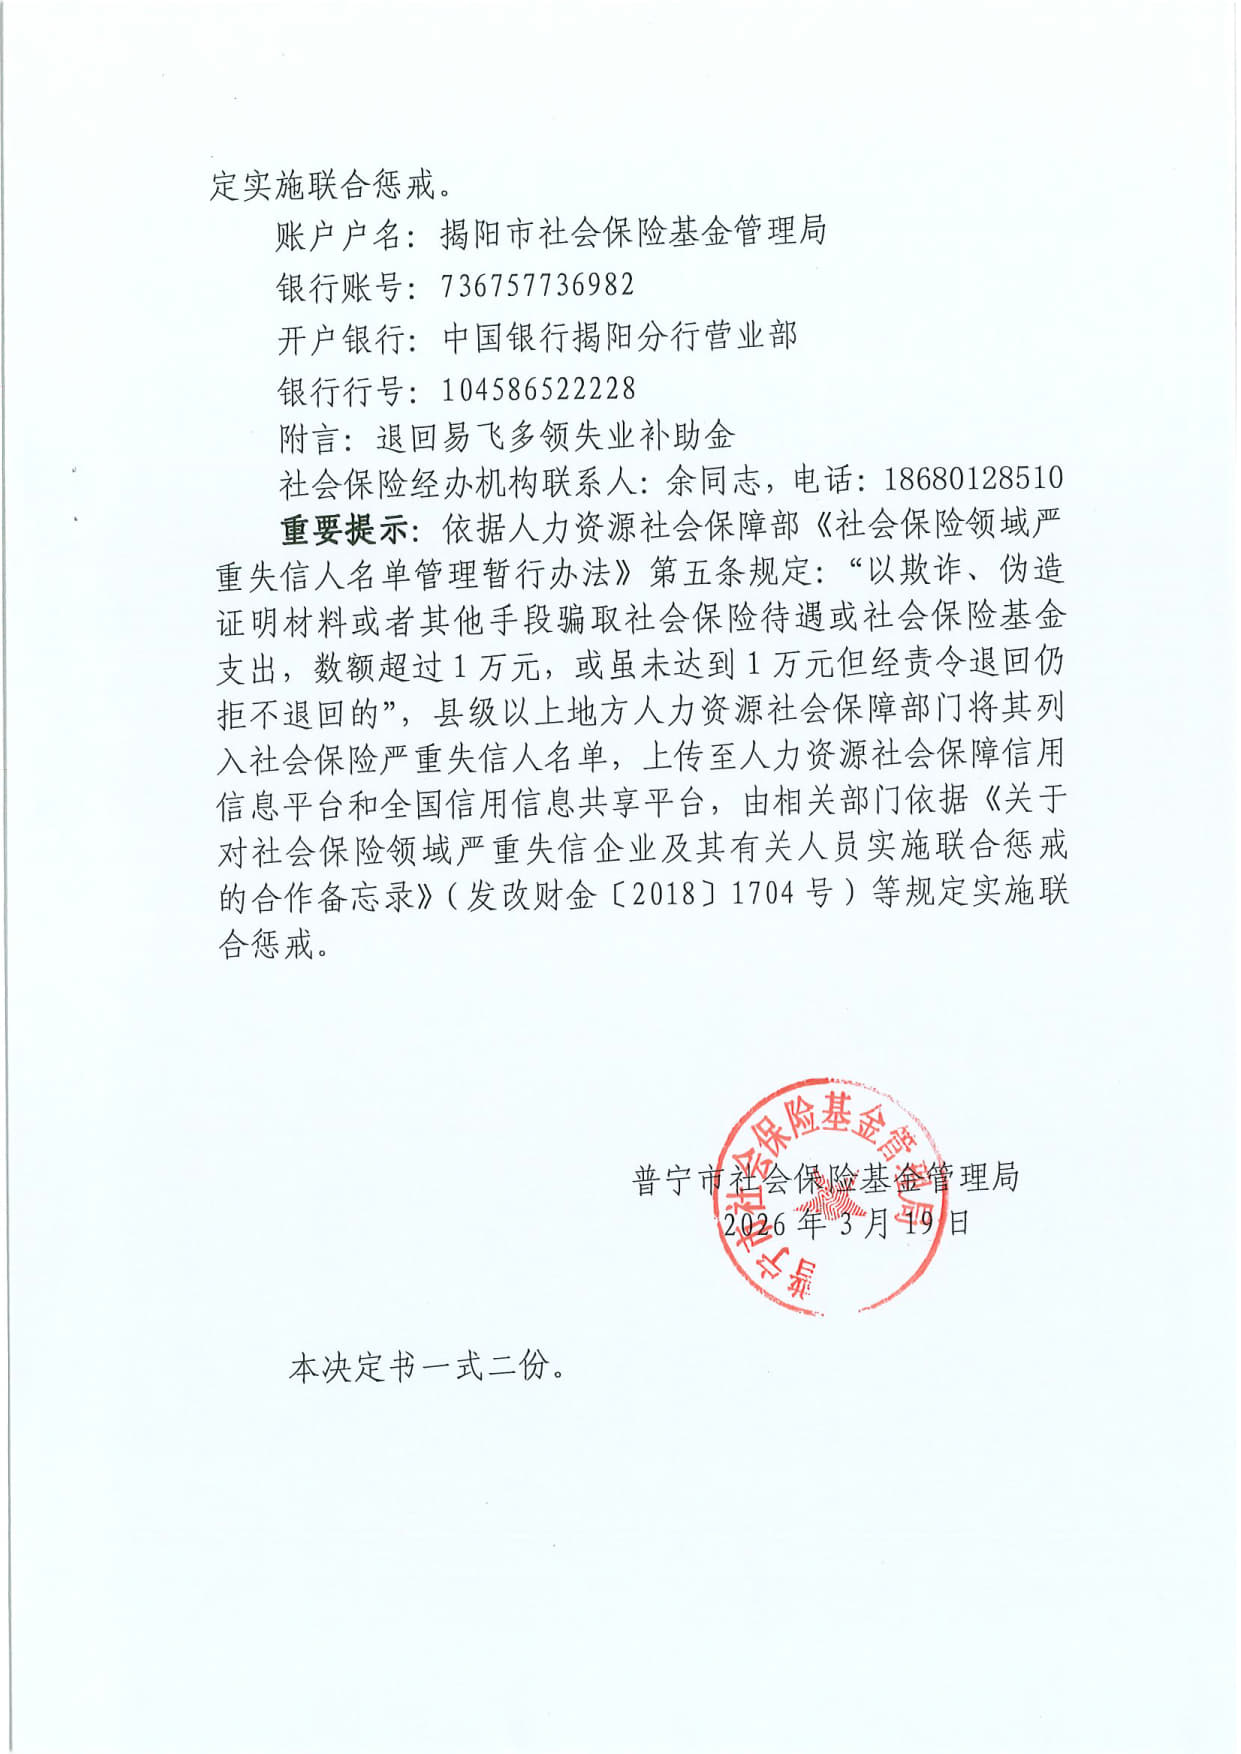 定实施联合惩戒。
账户户名：揭阳市社会保险基金管理局
银行账号：736757736982
开户银行：中国银行揭阳分行营业部
银行行号：104586522228
附言：退回易飞多领失业补助金
社会保险经办机构联系人：余同志，电话：18680128510
重要提示：依据人力资源社会保障部《社会保险领域严
重失信人名单管理暂行办法》第五条规定：“以欺诈、伪造
证明材料或者其他手段骗取社会保险待遇或社会保险基金
支出，数额超过1万元，或虽未达到1万元但经责令退回仍
拒不退回的”，县级以上地方人力资源社会保障部门将其列
入社会保险严重失信人名单，上传至人力资源社会保障信用
信息平台和全国信用信息共享平台，由相关部门依据《关于
对社会保险领域严重失信企业及其有关人员实施联合惩戒
的合作备忘录》（发改财金〔2018〕1704号）等规定实施联
合惩戒。
普宁市社会保险基金管理局
普宁市社会保险基金管理局
2026年3月19日
本决定书一式二份。